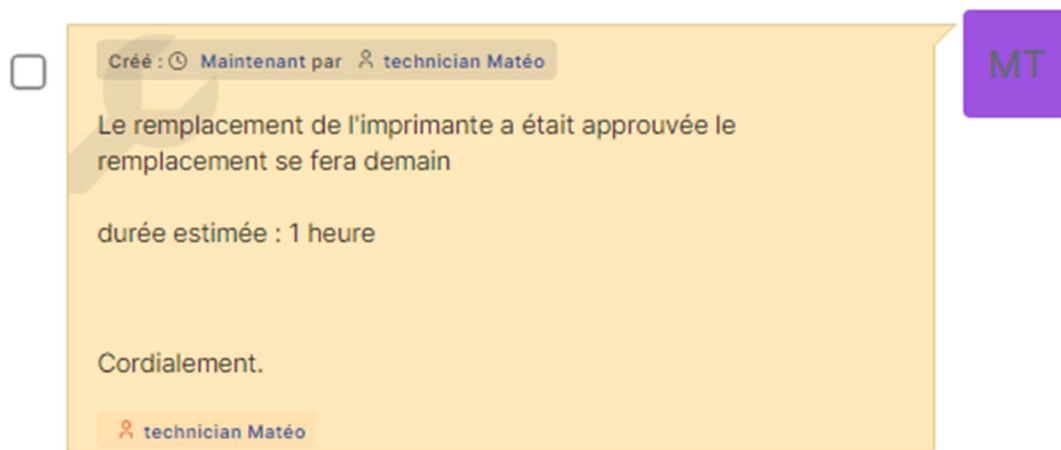 Créé : Maintenant par technician Matéo
MT
Le remplacement de l'imprimante a était approuvée le
remplacement se fera demain
durée estimée : 1 heure
Cordialement.
technician Matéo